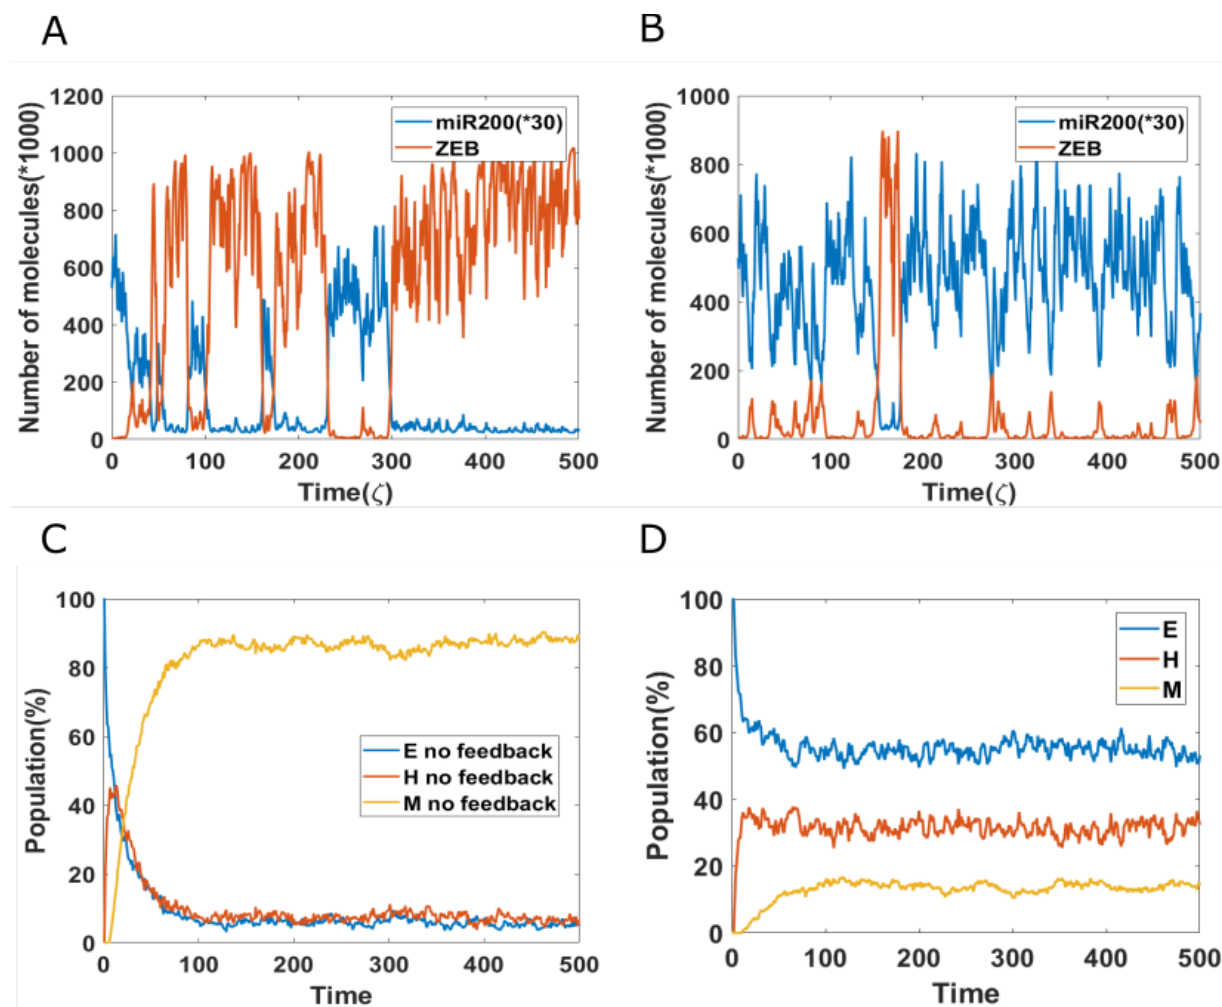 A
B
Number of molecules(*1000)
1200
1000
800
600
400
200
0
miR200(*30)
ZEB
0 100 200 300 400 500
Time(ζ)
Number of molecules(*1000)
1000
800
600
400
200
0
miR200(*30)
ZEB
0 100 200 300 400 500
Time(ζ)
C
D
Population(%)
100
80
60
40
20
0
E no feedback
H no feedback
M no feedback
0 100 200 300 400 500
Time
Population(%)
100
80
60
40
20
0
E
H
M
0 100 200 300 400 500
Time